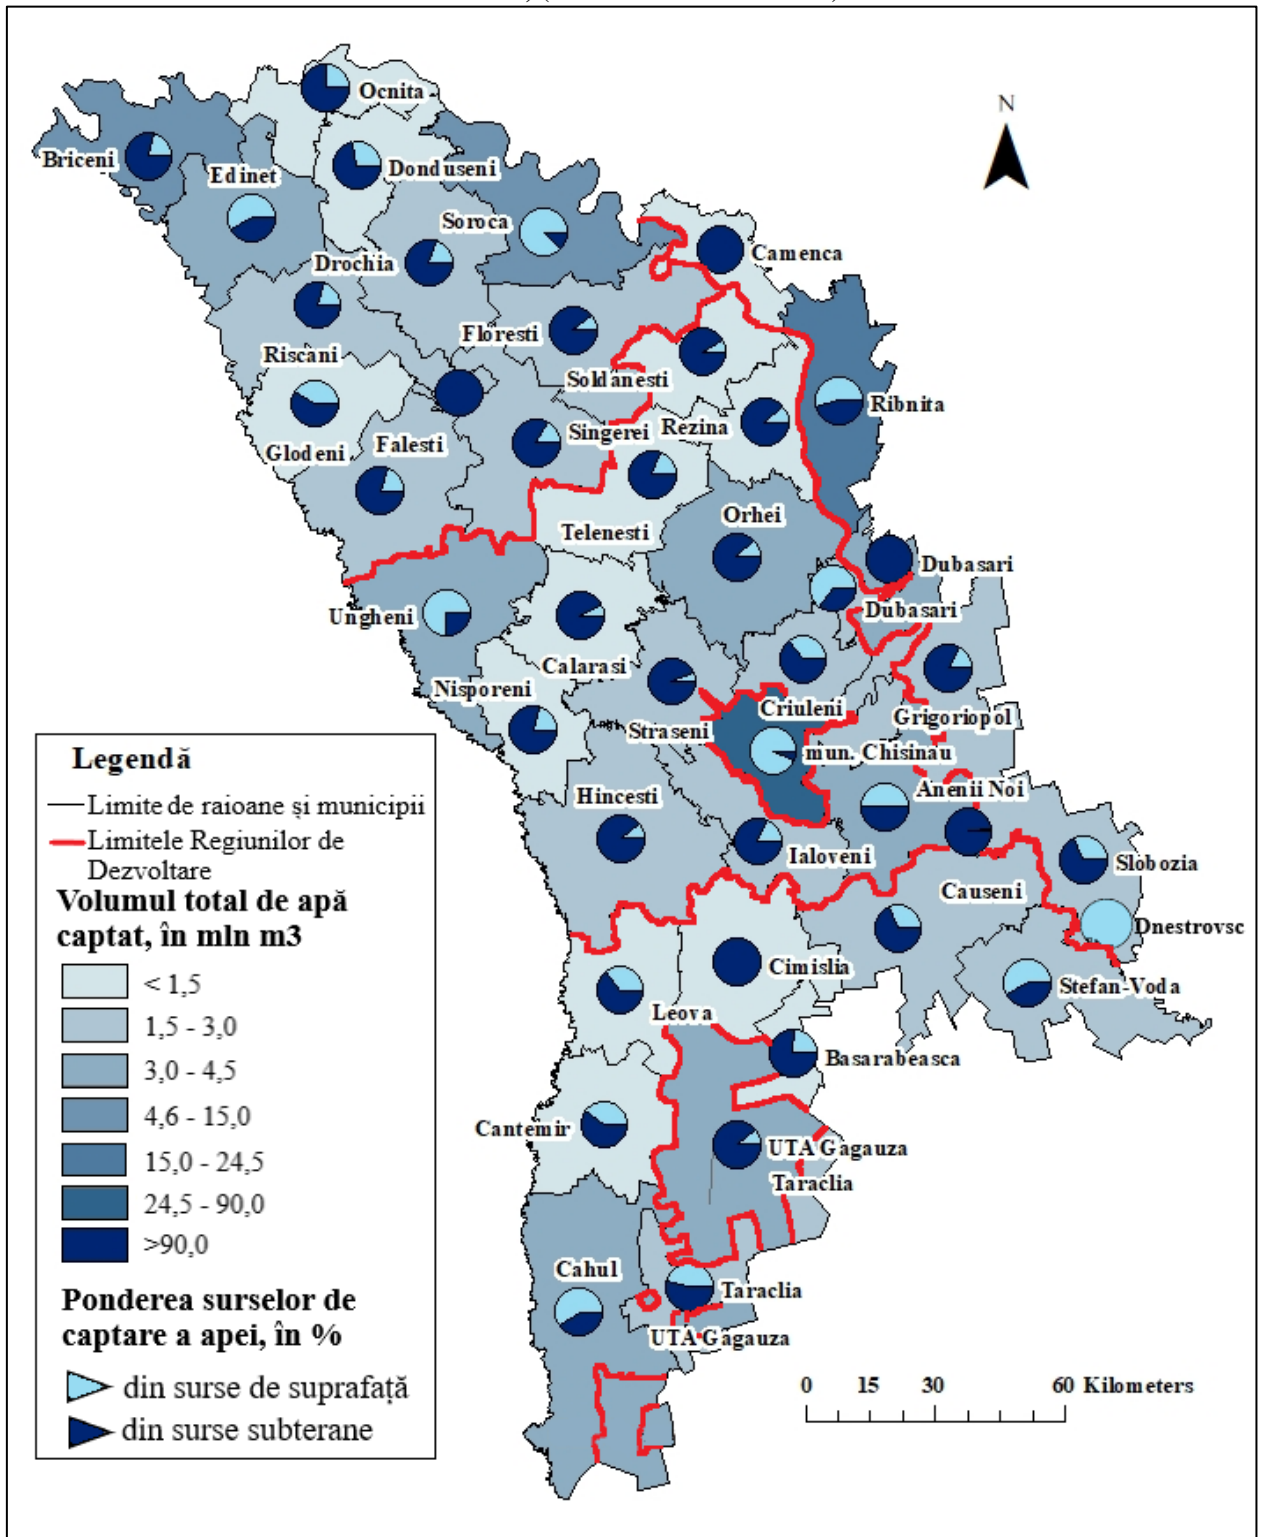 N
Ocnita
Briceni
Edinet
Donduseni
Soroca
Camenca
Drochia
Floresti
Riscani
Soldanesti
Ribnita
Glodeni
Falesti
Singerei
Rezina
Telenesti
Orhei
Dubasari
Dubasari
Ungheni
Calarasi
Nisporeni
Straseni
Criuleni
Grigoriopol
mun. Chisinau
Anenii Noi
Hincesti
Ialoveni
Causeni
Slobozia
Dnestrovsc
Cimislia
Stefan-Voda
Leova
Basarabeasca
Cantemir
UTA Gagauza
Taraclia
Cahul
Taraclia
UTA Gagauza
Legendă
Limite de raioane și municipii
Limitele Regiunilor de
Dezvoltare
Volumul total de apă
captat, în mln m3
< 1,5
1,5 - 3,0
3,0 - 4,5
4,6 - 15,0
15,0 - 24,5
24,5 - 90,0
>90,0
Ponderea surselor de
captare a apei, în %
din surse de suprafață
din surse subterane
0 15 30 60 Kilometers